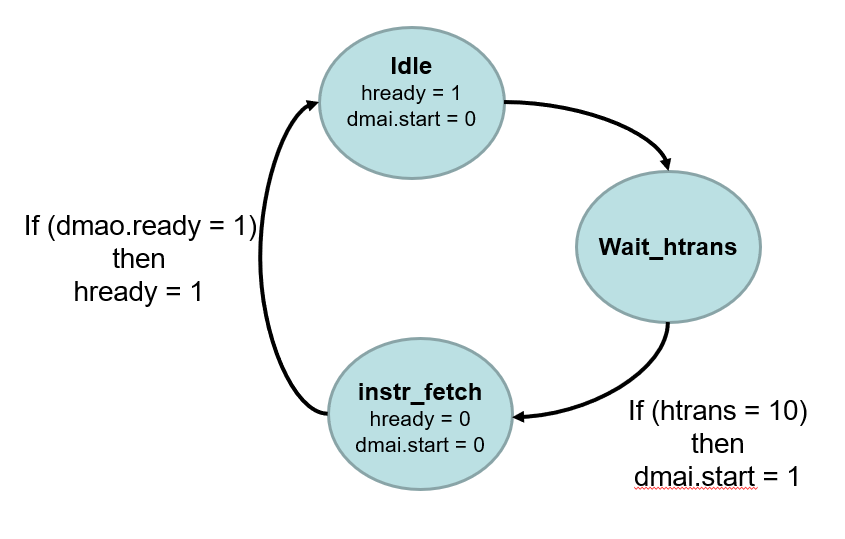 Idle
hready = 1
dmai.start = 0
Wait_htrans
If (dmao.ready = 1)
then
hready = 1
instr_fetch
hready = 0
dmai.start = 0
If (htrans = 10)
then
dmai.start = 1